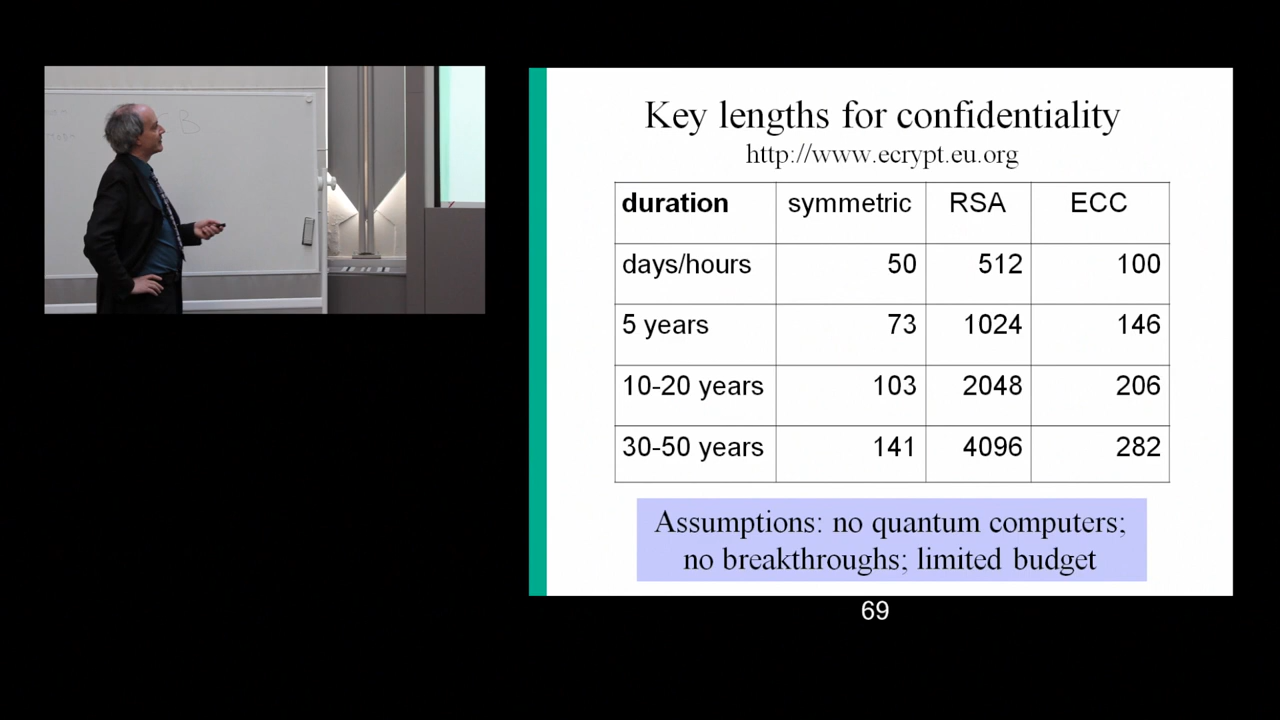 B
Key lengths for confidentiality
http://www.ecrypt.eu.org
duration symmetric RSA ECC
days/hours 50 512 100
5 years 73 1024 146
10-20 years 103 2048 206
30-50 years 141 4096 282
Assumptions: no quantum computers;
no breakthroughs; limited budget
69